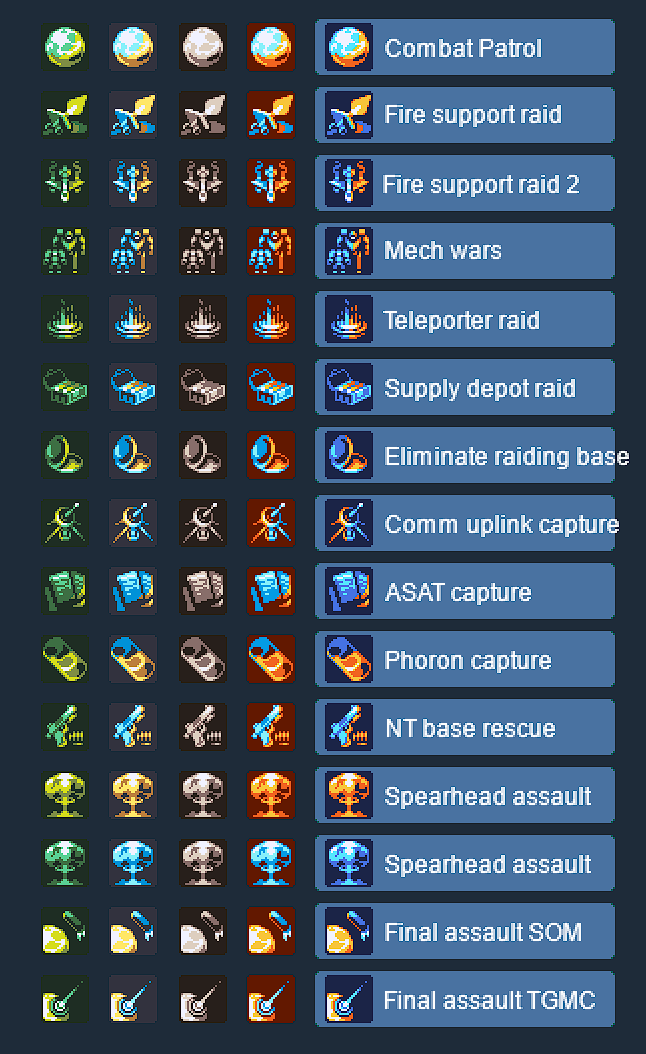 Combat Patrol
Fire support raid
Fire support raid 2
Mech wars
Teleporter raid
Supply depot raid
Eliminate raiding base
Comm uplink capture
ASAT capture
Phoron capture
NT base rescue
Spearhead assault
Spearhead assault
Final assault SOM
Final assault TGMC